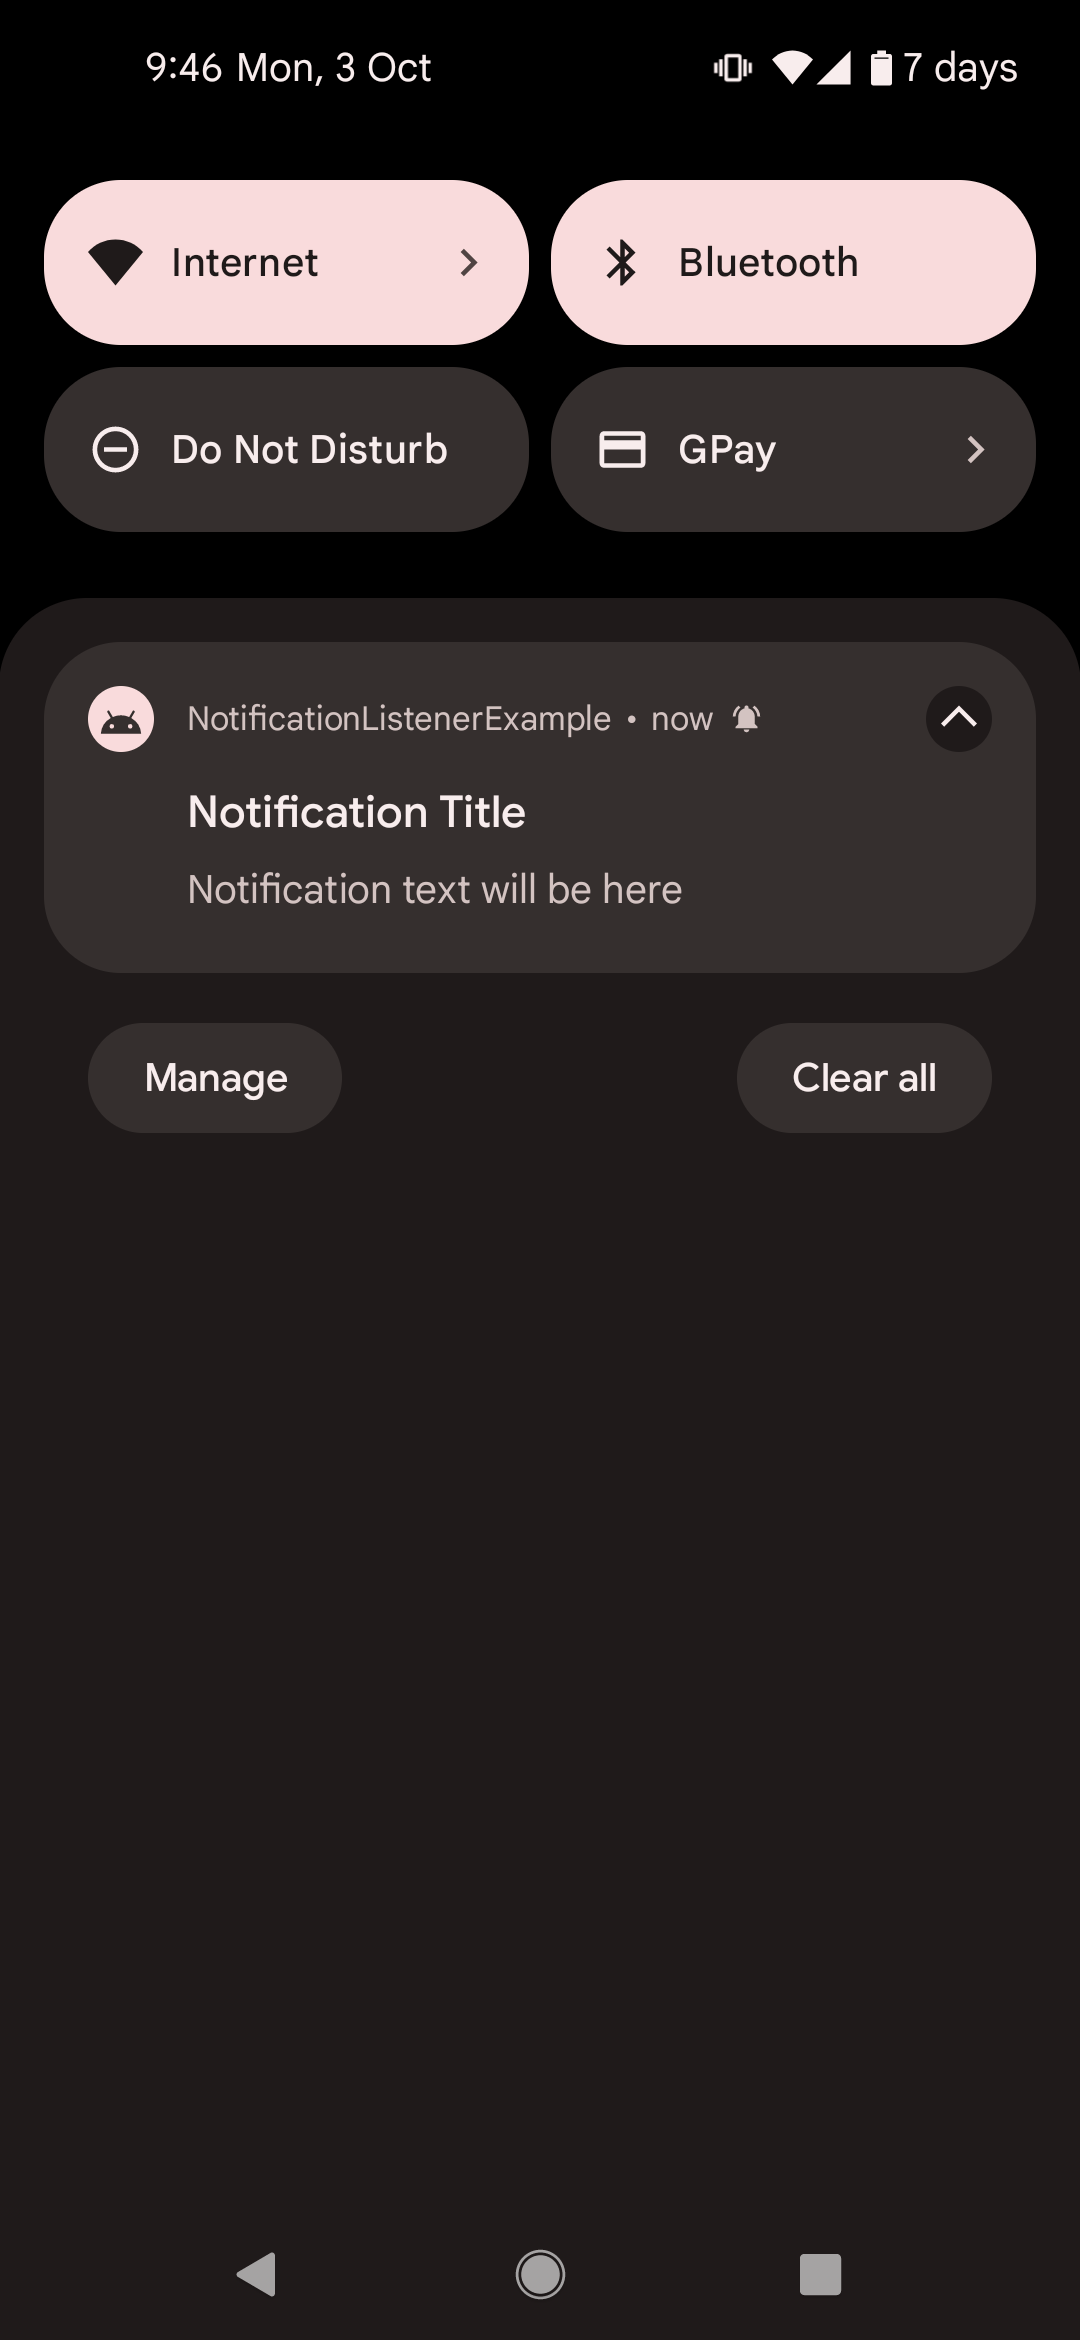 9:46 Mon, 3 Oct 7 days
Internet Bluetooth
Do Not Disturb GPay
NotificationListenerExample • now
Notification Title
Notification text will be here
Manage Clear all